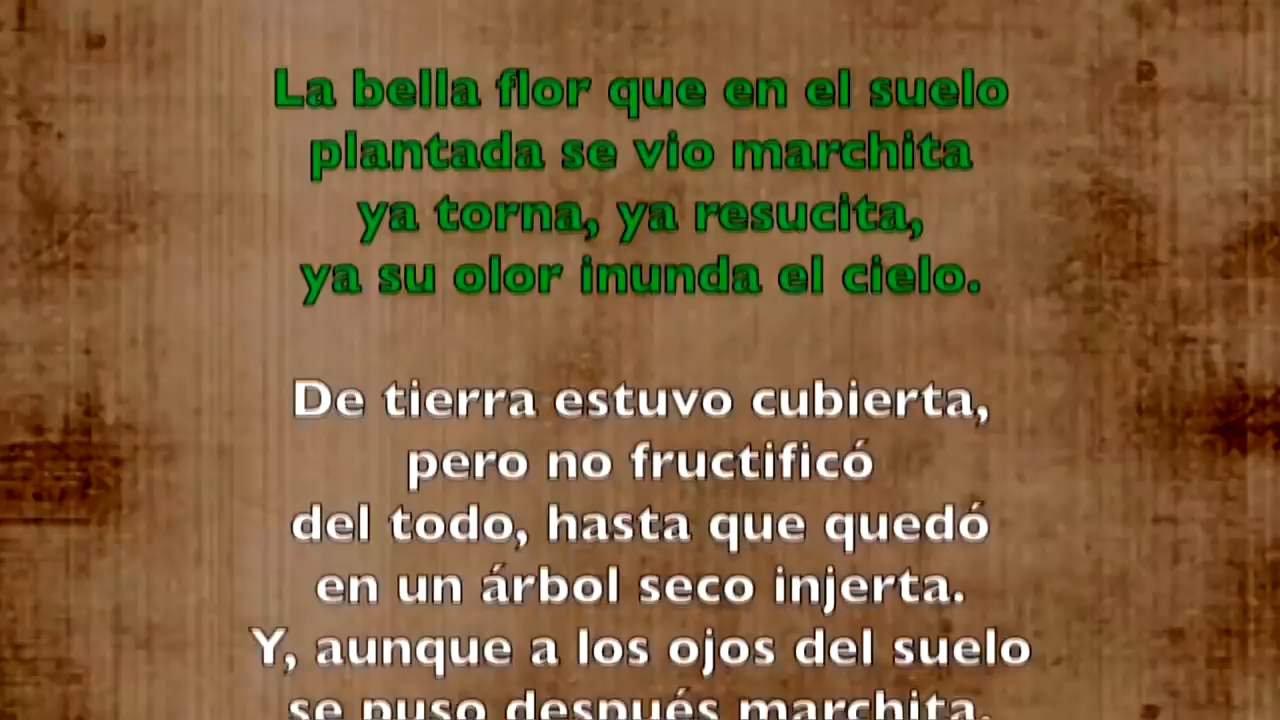 La bella flor que en el suelo
plantada se vio marchita
ya torna, ya resucita,
ya su olor inunda el cielo.
De tierra estuvo cubierta,
pero no fructificó
del todo, hasta que quedó
en un árbol seco injerta.
Y, aunque a los ojos del suelo
se puso después marchita,